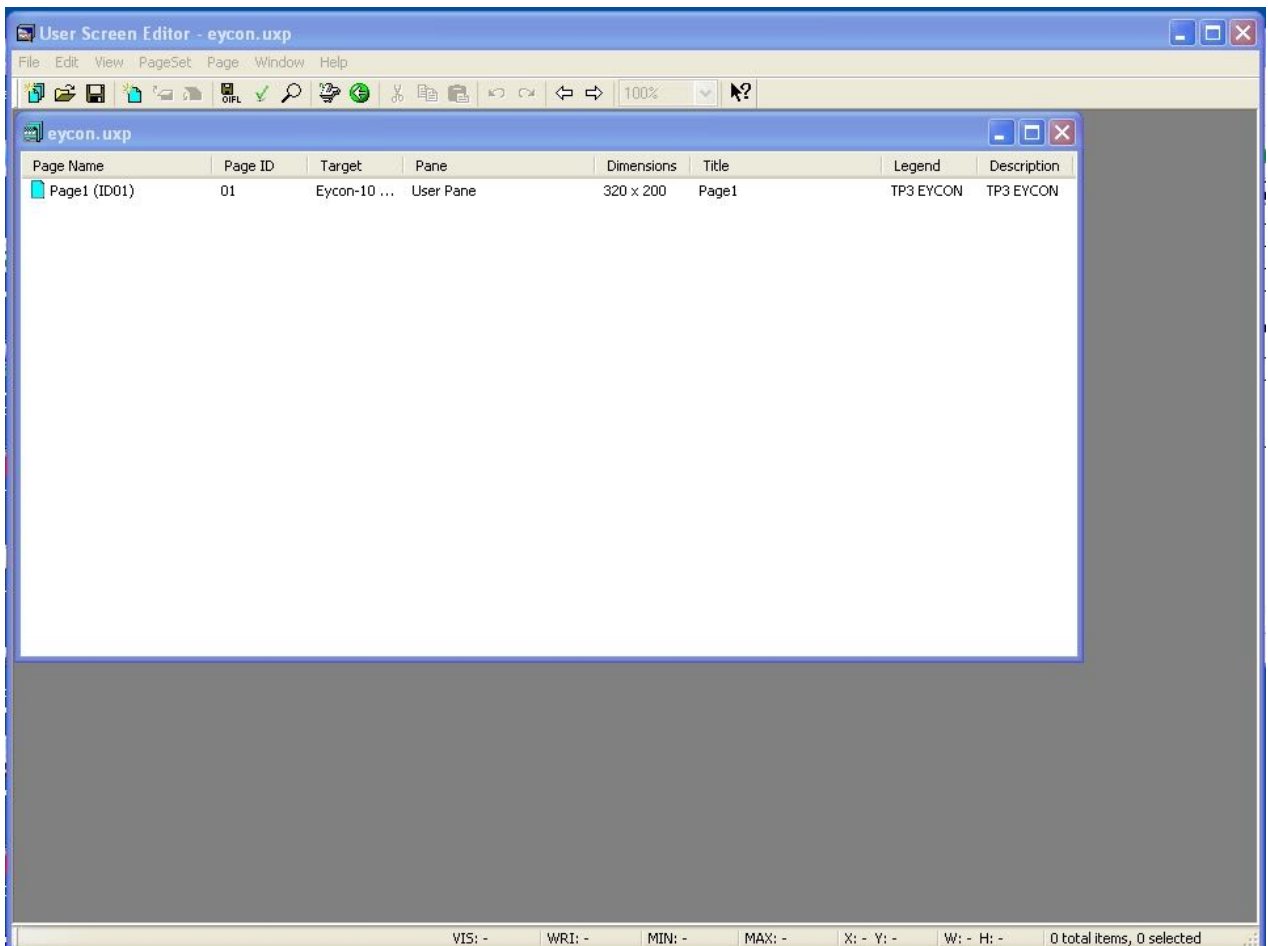 User Screen Editor - eycon.uxp
File Edit View PageSet Page Window Help
OIFL 100%
eycon.uxp
Page Name Page ID Target Pane Dimensions Title Legend Description
Page1 (ID01) 01 Eycon-10 ... User Pane 320 x 200 Page1 TP3 EYCON TP3 EYCON
VIS: - WRI: - MIN: - MAX: - X: - Y: - W: - H: - 0 total items, 0 selected